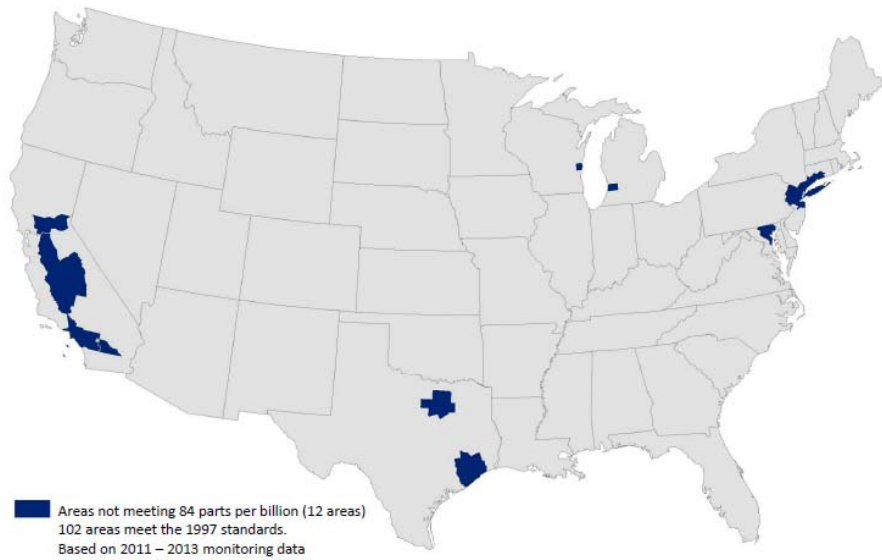 Areas not meeting 84 parts per billion (12 areas)
102 areas meet the 1997 standards.
Based on 2011 – 2013 monitoring data